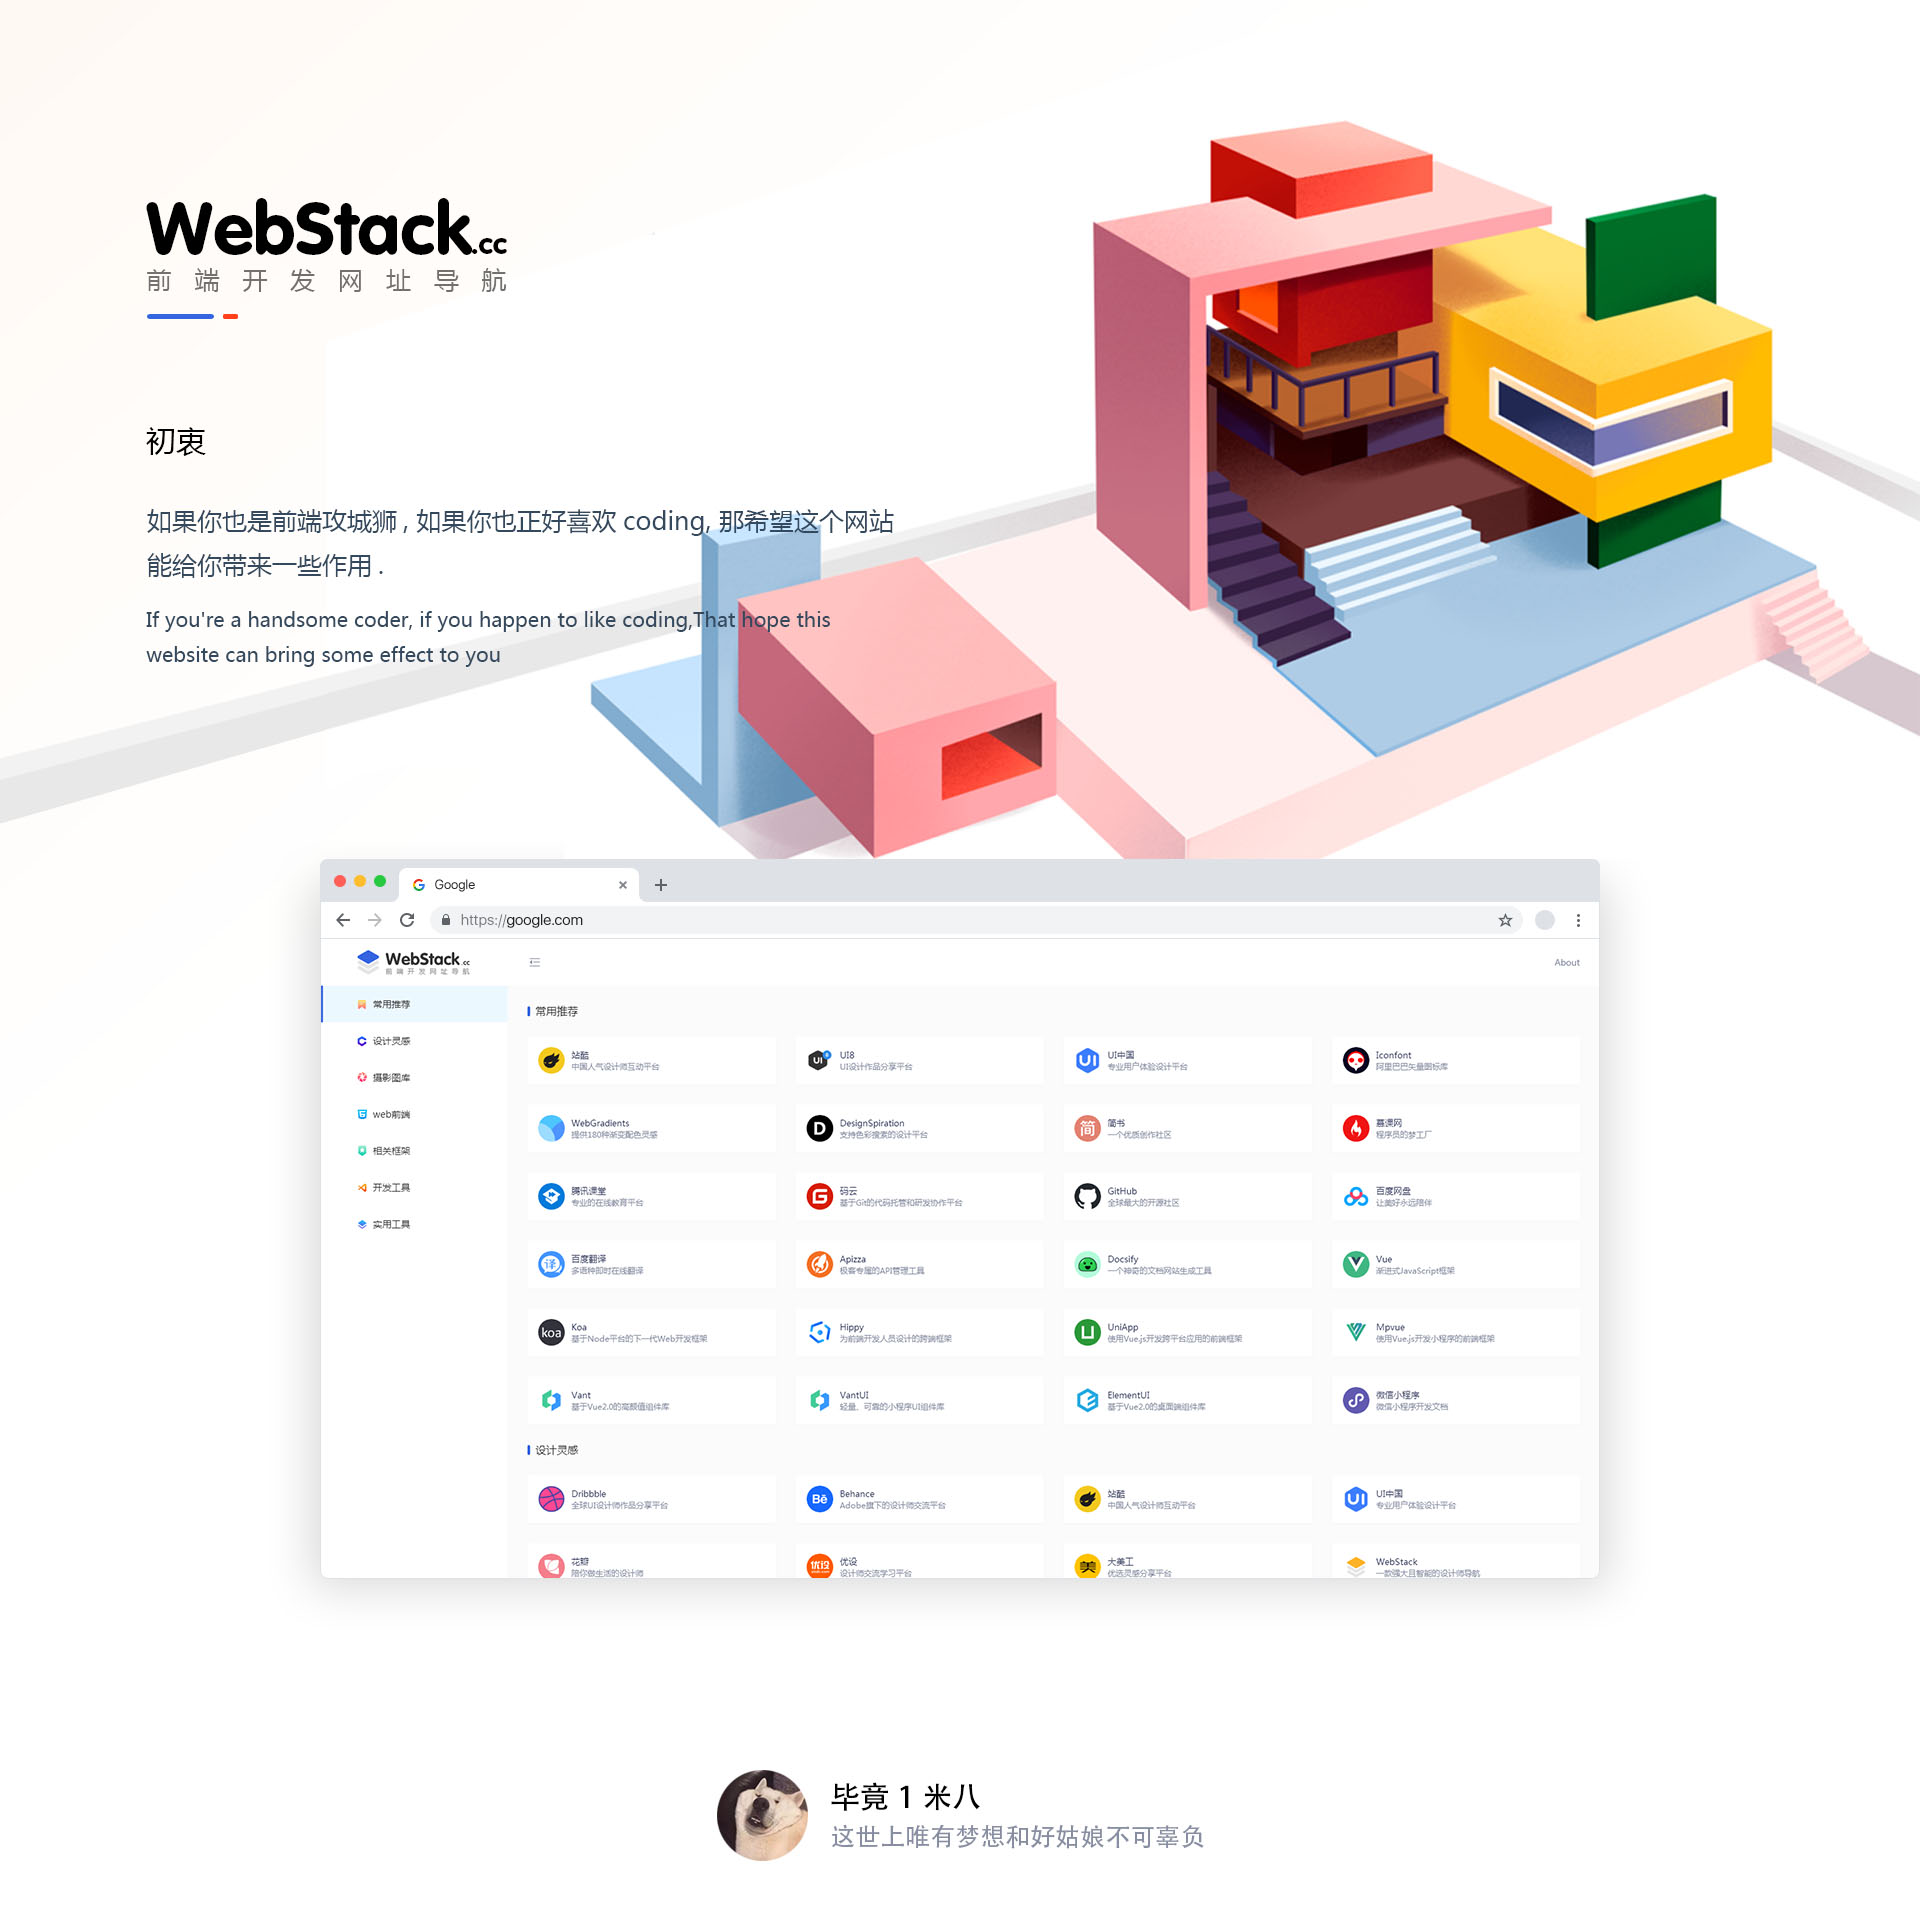 WebStack.cc
前端开发网址导航
初衷
如果你也是前端攻城狮 , 如果你也正好喜欢 coding, 那希望这个网站
能给你带来一些作用 .
If you're a handsome coder, if you happen to like coding,That hope this
website can bring some effect to you
Google
https://google.com
WebStack.cc
前端开发网址导航
About
常用推荐
设计灵感
摄影图库
web前端
相关框架
开发工具
实用工具
常用推荐
站酷
中国人气设计师互动平台
UI8
UI设计作品分享平台
UI中国
专业用户体验设计平台
Iconfont
阿里巴巴矢量图标库
WebGradients
提供180种渐变配色灵感
DesignSpiration
支持色彩搜索的设计平台
简书
一个优质创作社区
慕课网
程序员的梦工厂
腾讯课堂
专业的在线教育平台
码云
基于Git的代码托管和研发协作平台
GitHub
全球最大的开源社区
百度网盘
让美好永远陪伴
百度翻译
多语种即时在线翻译
Apizza
极客专属的API管理工具
Docsify
一个神奇的文档网站生成工具
Vue
渐进式JavaScript框架
Koa
基于Node平台的下一代Web开发框架
Hippy
为前端开发人员设计的跨端框架
UniApp
使用Vue.js开发跨平台应用的前端框架
Mpvue
使用Vue.js开发小程序的前端框架
Vant
基于Vue2.0的高颜值组件库
VantUI
轻量、可靠的小程序UI组件库
ElementUI
基于Vue2.0的桌面端组件库
微信小程序
微信小程序开发文档
设计灵感
Dribbble
全球UI设计师作品分享平台
Behance
Adobe旗下的设计师交流平台
站酷
中国人气设计师互动平台
UI中国
专业用户体验设计平台
花瓣
陪你做生活的设计师
优设
设计师交流学习平台
大美工
优选灵感分享平台
WebStack
一款强大且智能的设计师导航
毕竟 1 米八
这世上唯有梦想和好姑娘不可辜负